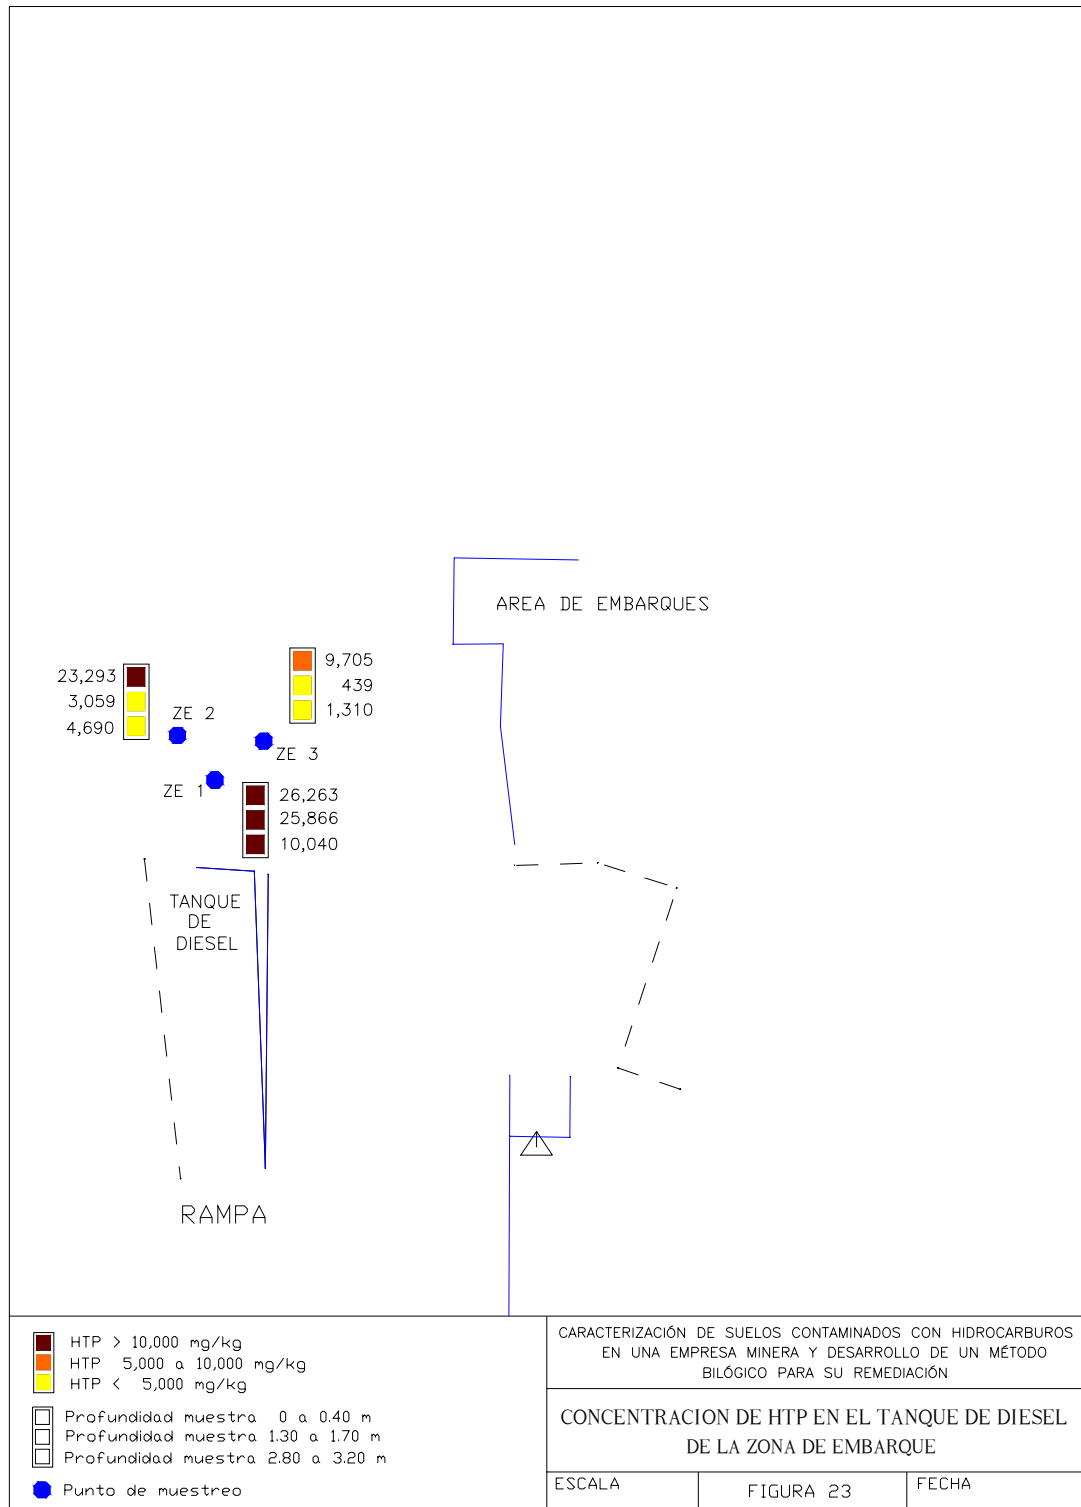 AREA DE EMBARQUES
23,293
3,059
4,690
ZE 2
9,705
439
1,310
ZE 3
ZE 1
26,263
25,866
10,040
TANQUE
DE
DIESEL
RAMPA
HTP > 10,000 mg/kg
HTP 5,000 a 10,000 mg/kg
HTP < 5,000 mg/kg
Profundidad muestra 0 a 0.40 m
Profundidad muestra 1.30 a 1.70 m
Profundidad muestra 2.80 a 3.20 m
Punto de muestreo
CARACTERIZACIÓN DE SUELOS CONTAMINADOS CON HIDROCARBUROS
EN UNA EMPRESA MINERA Y DESARROLLO DE UN MÉTODO
BILÓGICO PARA SU REMEDIACIÓN
CONCENTRACION DE HTP EN EL TANQUE DE DIESEL
DE LA ZONA DE EMBARQUE
ESCALA
FIGURA 23
FECHA